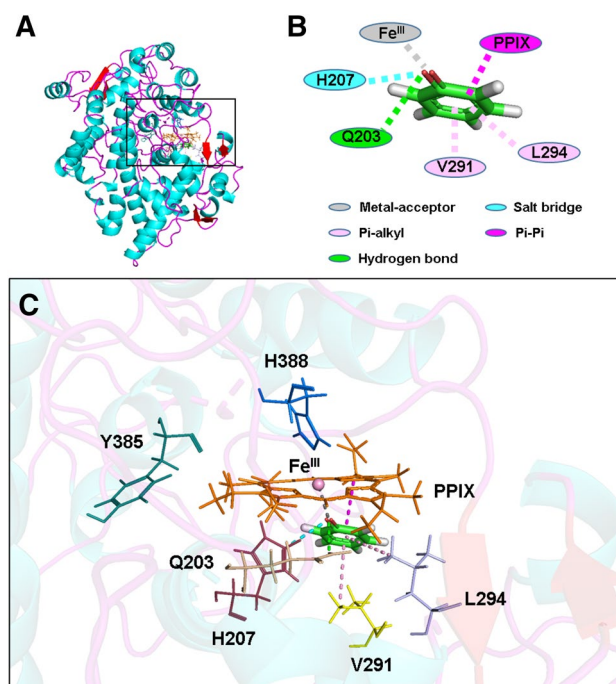 A
B
Fe^III
PPIX
H207
Q203
V291
L294
Metal-acceptor
Salt bridge
Pi-alkyl
Pi-Pi
Hydrogen bond
C
H388
Y385
Fe^III
PPIX
Q203
H207
L294
V291